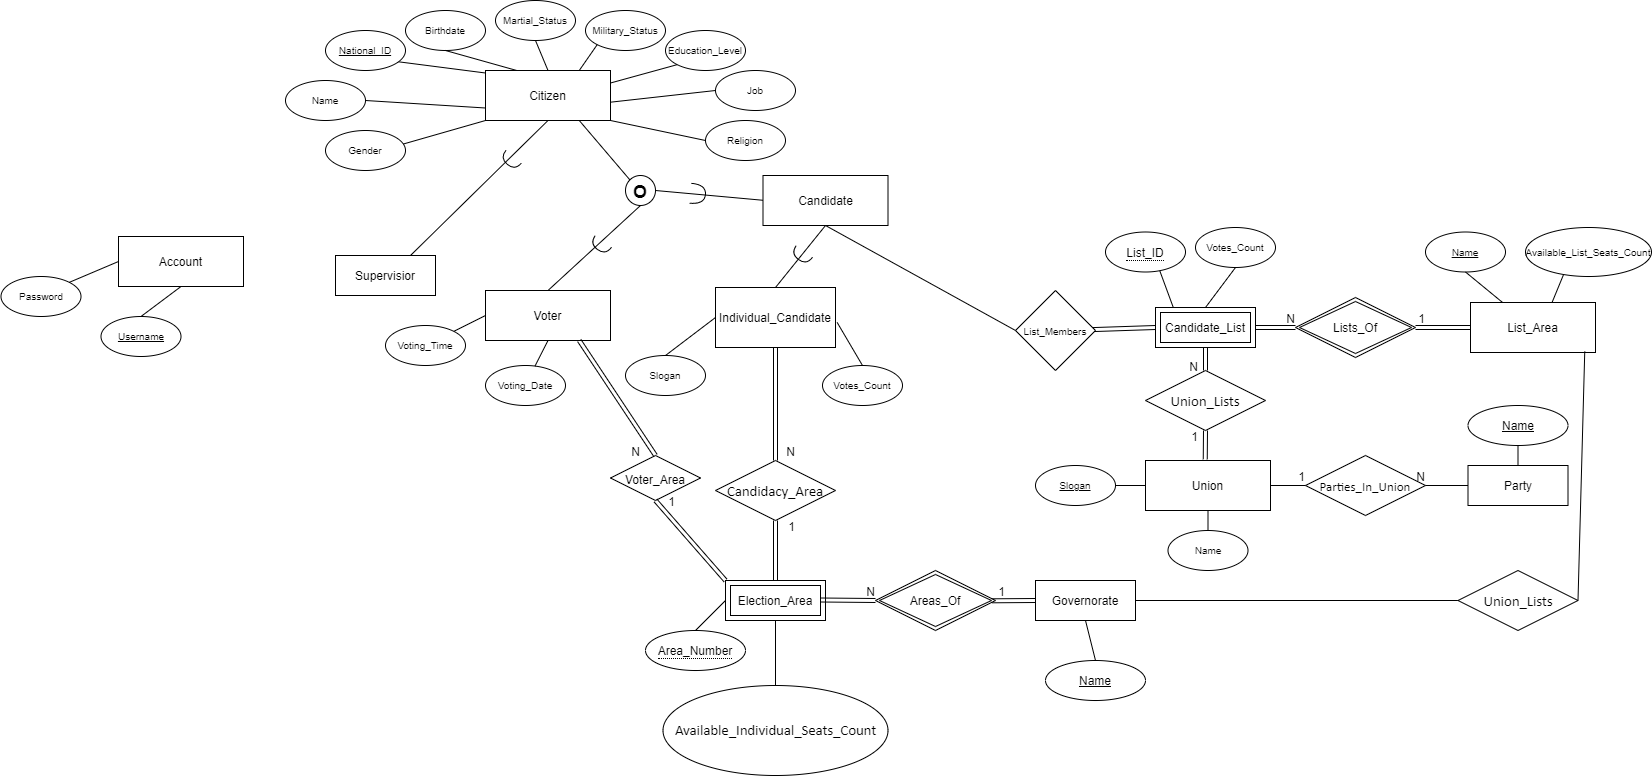 Martial_Status
Birthdate
Military_Status
National_ID
Education_Level
Citizen
Job
Name
Religion
Gender
O
Candidate
Account
Supervisior
Password
Username
Voter
Individual_Candidate
Voting_Time
Voting_Date
Slogan
Votes_Count
List_ID
Votes_Count
Name
Available_List_Seats_Count
List_Members
Candidate_List
N
Lists_Of
1
List_Area
N
Union_Lists
1
Name
Slogan
Union
1
Parties_In_Union
N
Party
Name
N
Voter_Area
1
N
Candidacy_Area
1
Election_Area
N
Areas_Of
1
Governorate
Union_Lists
Area_Number
Name
Available_Individual_Seats_Count